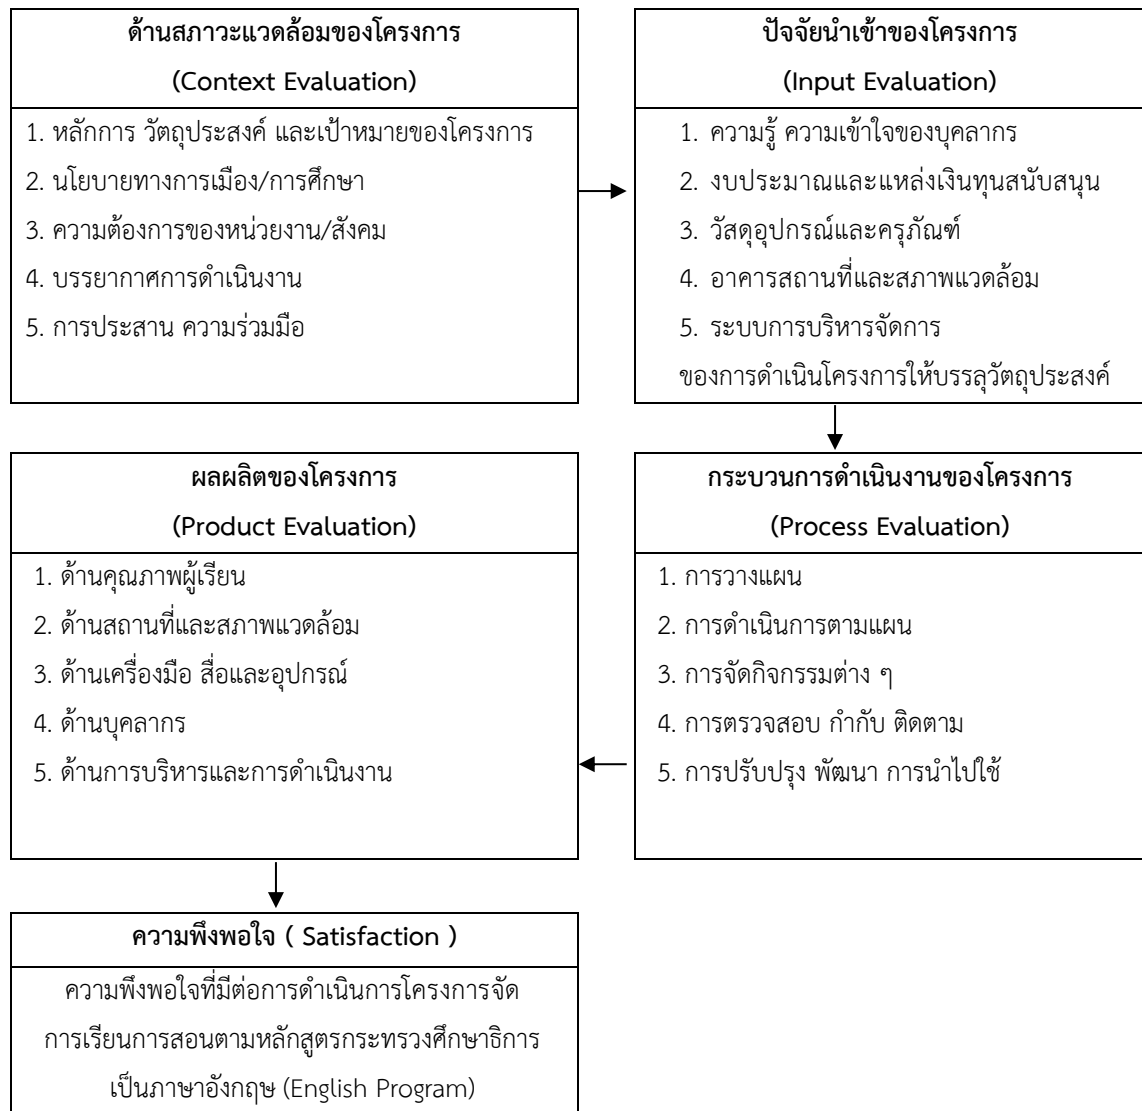 ด้านสภาวะแวดล้อมของโครงการ
(Context Evaluation)
1. หลักการ วัตถุประสงค์ และเป้าหมายของโครงการ
2. นโยบายทางการเมือง/การศึกษา
3. ความต้องการของหน่วยงาน/สังคม
4. บรรยากาศการดำเนินงาน
5. การประสาน ความร่วมมือ
ปัจจัยนำเข้าของโครงการ
(Input Evaluation)
1. ความรู้ ความเข้าใจของบุคลากร
2. งบประมาณและแหล่งเงินทุนสนับสนุน
3. วัสดุอุปกรณ์และครุภัณฑ์
4. อาคารสถานที่และสภาพแวดล้อม
5. ระบบการบริหารจัดการ
ของการดำเนินโครงการให้บรรลุวัตถุประสงค์
กระบวนการดำเนินงานของโครงการ
(Process Evaluation)
1. การวางแผน
2. การดำเนินการตามแผน
3. การจัดกิจกรรมต่าง ๆ
4. การตรวจสอบ กำกับ ติดตาม
5. การปรับปรุง พัฒนา การนำไปใช้
ผลผลิตของโครงการ
(Product Evaluation)
1. ด้านคุณภาพผู้เรียน
2. ด้านสถานที่และสภาพแวดล้อม
3. ด้านเครื่องมือ สื่อและอุปกรณ์
4. ด้านบุคลากร
5. ด้านการบริหารและการดำเนินงาน
ความพึงพอใจ ( Satisfaction )
ความพึงพอใจที่มีต่อการดำเนินการโครงการจัด
การเรียนการสอนตามหลักสูตรกระทรวงศึกษาธิการ
เป็นภาษาอังกฤษ (English Program)